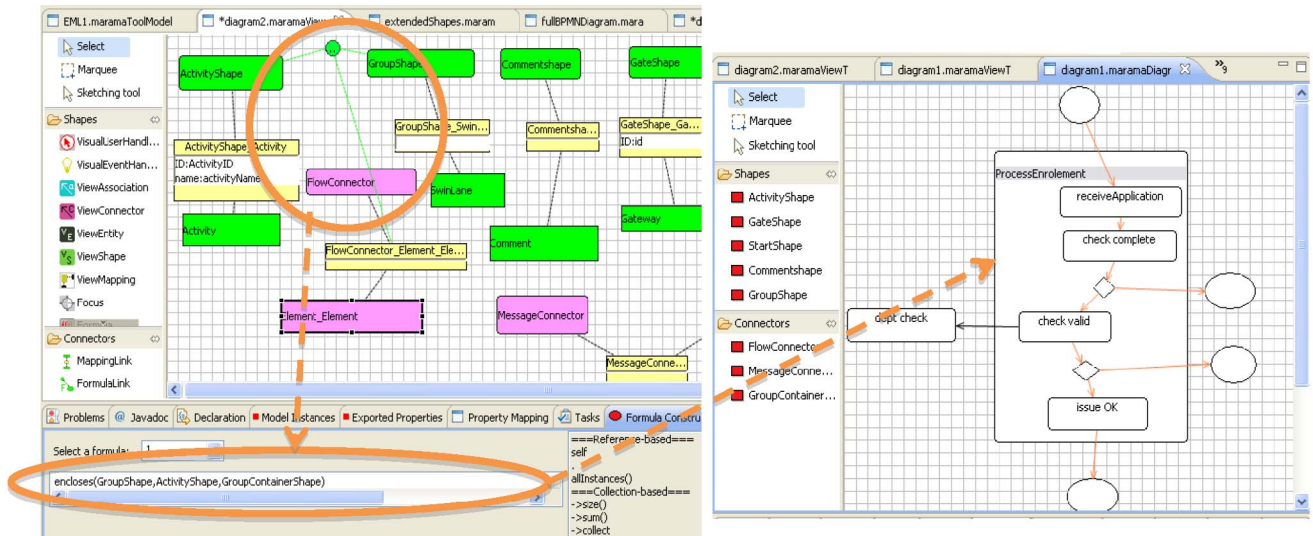 EML1.maramaToolModel
*diagram2.maramaView
extendedShapes.maram
fullBPMNDiagram.mara
Select
Marquee
Sketching tool
Shapes
VisualUserHandl...
VisualEventHan...
ViewAssociation
ViewConnector
ViewEntity
ViewShape
ViewMapping
Focus
Formula
Connectors
MappingLink
FormulaLink
ActivityShape
GroupShape
Commentshape
GateShape
ActivityShape_Activity
ID:ActivityID
name:activityName
GroupShape_Swin...
Commentsha...
GateShape_Ga...
ID:id
FlowConnector
SwinLane
Activity
Gateway
Comment
FlowConnector_Element_Ele...
Element_Element
MessageConnector
MessageConne...
Problems
@ Javadoc
Declaration
Model Instances
Exported Properties
Property Mapping
Tasks
Formula Constru
Select a formula:
1
encloses(GroupShape,ActivityShape,GroupContainerShape)
===Reference-based===
self
.
allInstances()
===Collection-based===
->size()
->sum()
->collect
diagram2.maramaViewT
diagram1.maramaViewT
diagram1.maramaDiagr
»9
Select
Marquee
Sketching tool
Shapes
ActivityShape
GateShape
StartShape
Commentshape
GroupShape
Connectors
FlowConnector
MessageConne...
GroupContainer...
ProcessEnrolement
receiveApplication
check complete
check valid
dept check
issue OK